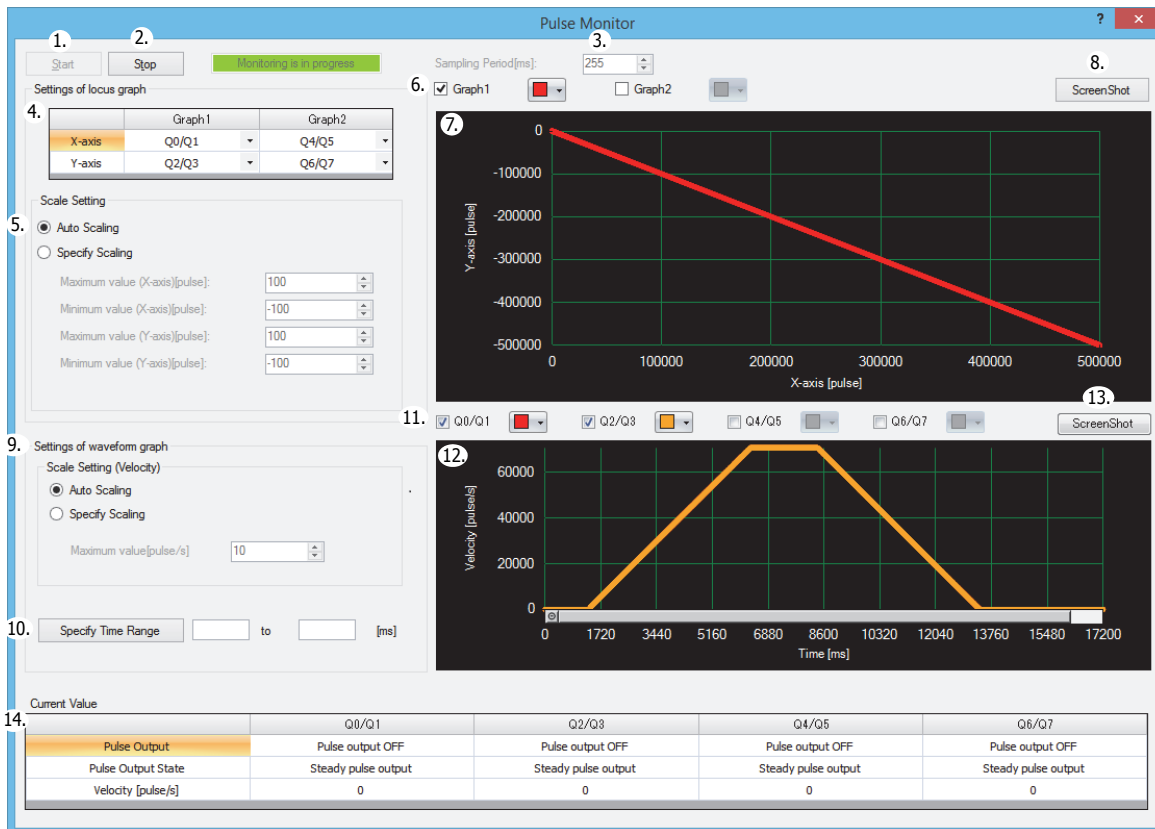 Pulse Monitor
?
×
1.
2.
3.
Start
Stop
Monitoring is in progress
Sampling Period[ms]:
255
8.
ScreenShot
Settings of locus graph
6.
Graph1
Graph2
4.
Graph1 Graph2
X-axis Q0/Q1 Q4/Q5
Y-axis Q2/Q3 Q6/Q7
Scale Setting
5.
Auto Scaling
Specify Scaling
Maximum value (X-axis)[pulse]: 100
Minimum value (X-axis)[pulse]: -100
Maximum value (Y-axis)[pulse]: 100
Minimum value (Y-axis)[pulse]: -100
7.
0
-100000
-200000
-300000
-400000
-500000
Y-axis [pulse]
0 100000 200000 300000 400000 500000
X-axis [pulse]
11.
Q0/Q1
Q2/Q3
Q4/Q5
Q6/Q7
13.
ScreenShot
9.
Settings of waveform graph
Scale Setting (Velocity)
Auto Scaling
Specify Scaling
Maximum value[pulse/s] 10
10.
Specify Time Range to [ms]
12.
60000
40000
20000
0
Velocity [pulse/s]
0 1720 3440 5160 6880 8600 10320 12040 13760 15480 17200
Time [ms]
Current Value
14.
Q0/Q1 Q2/Q3 Q4/Q5 Q6/Q7
Pulse Output Pulse output OFF Pulse output OFF Pulse output OFF Pulse output OFF
Pulse Output State Steady pulse output Steady pulse output Steady pulse output Steady pulse output
Velocity [pulse/s] 0 0 0 0